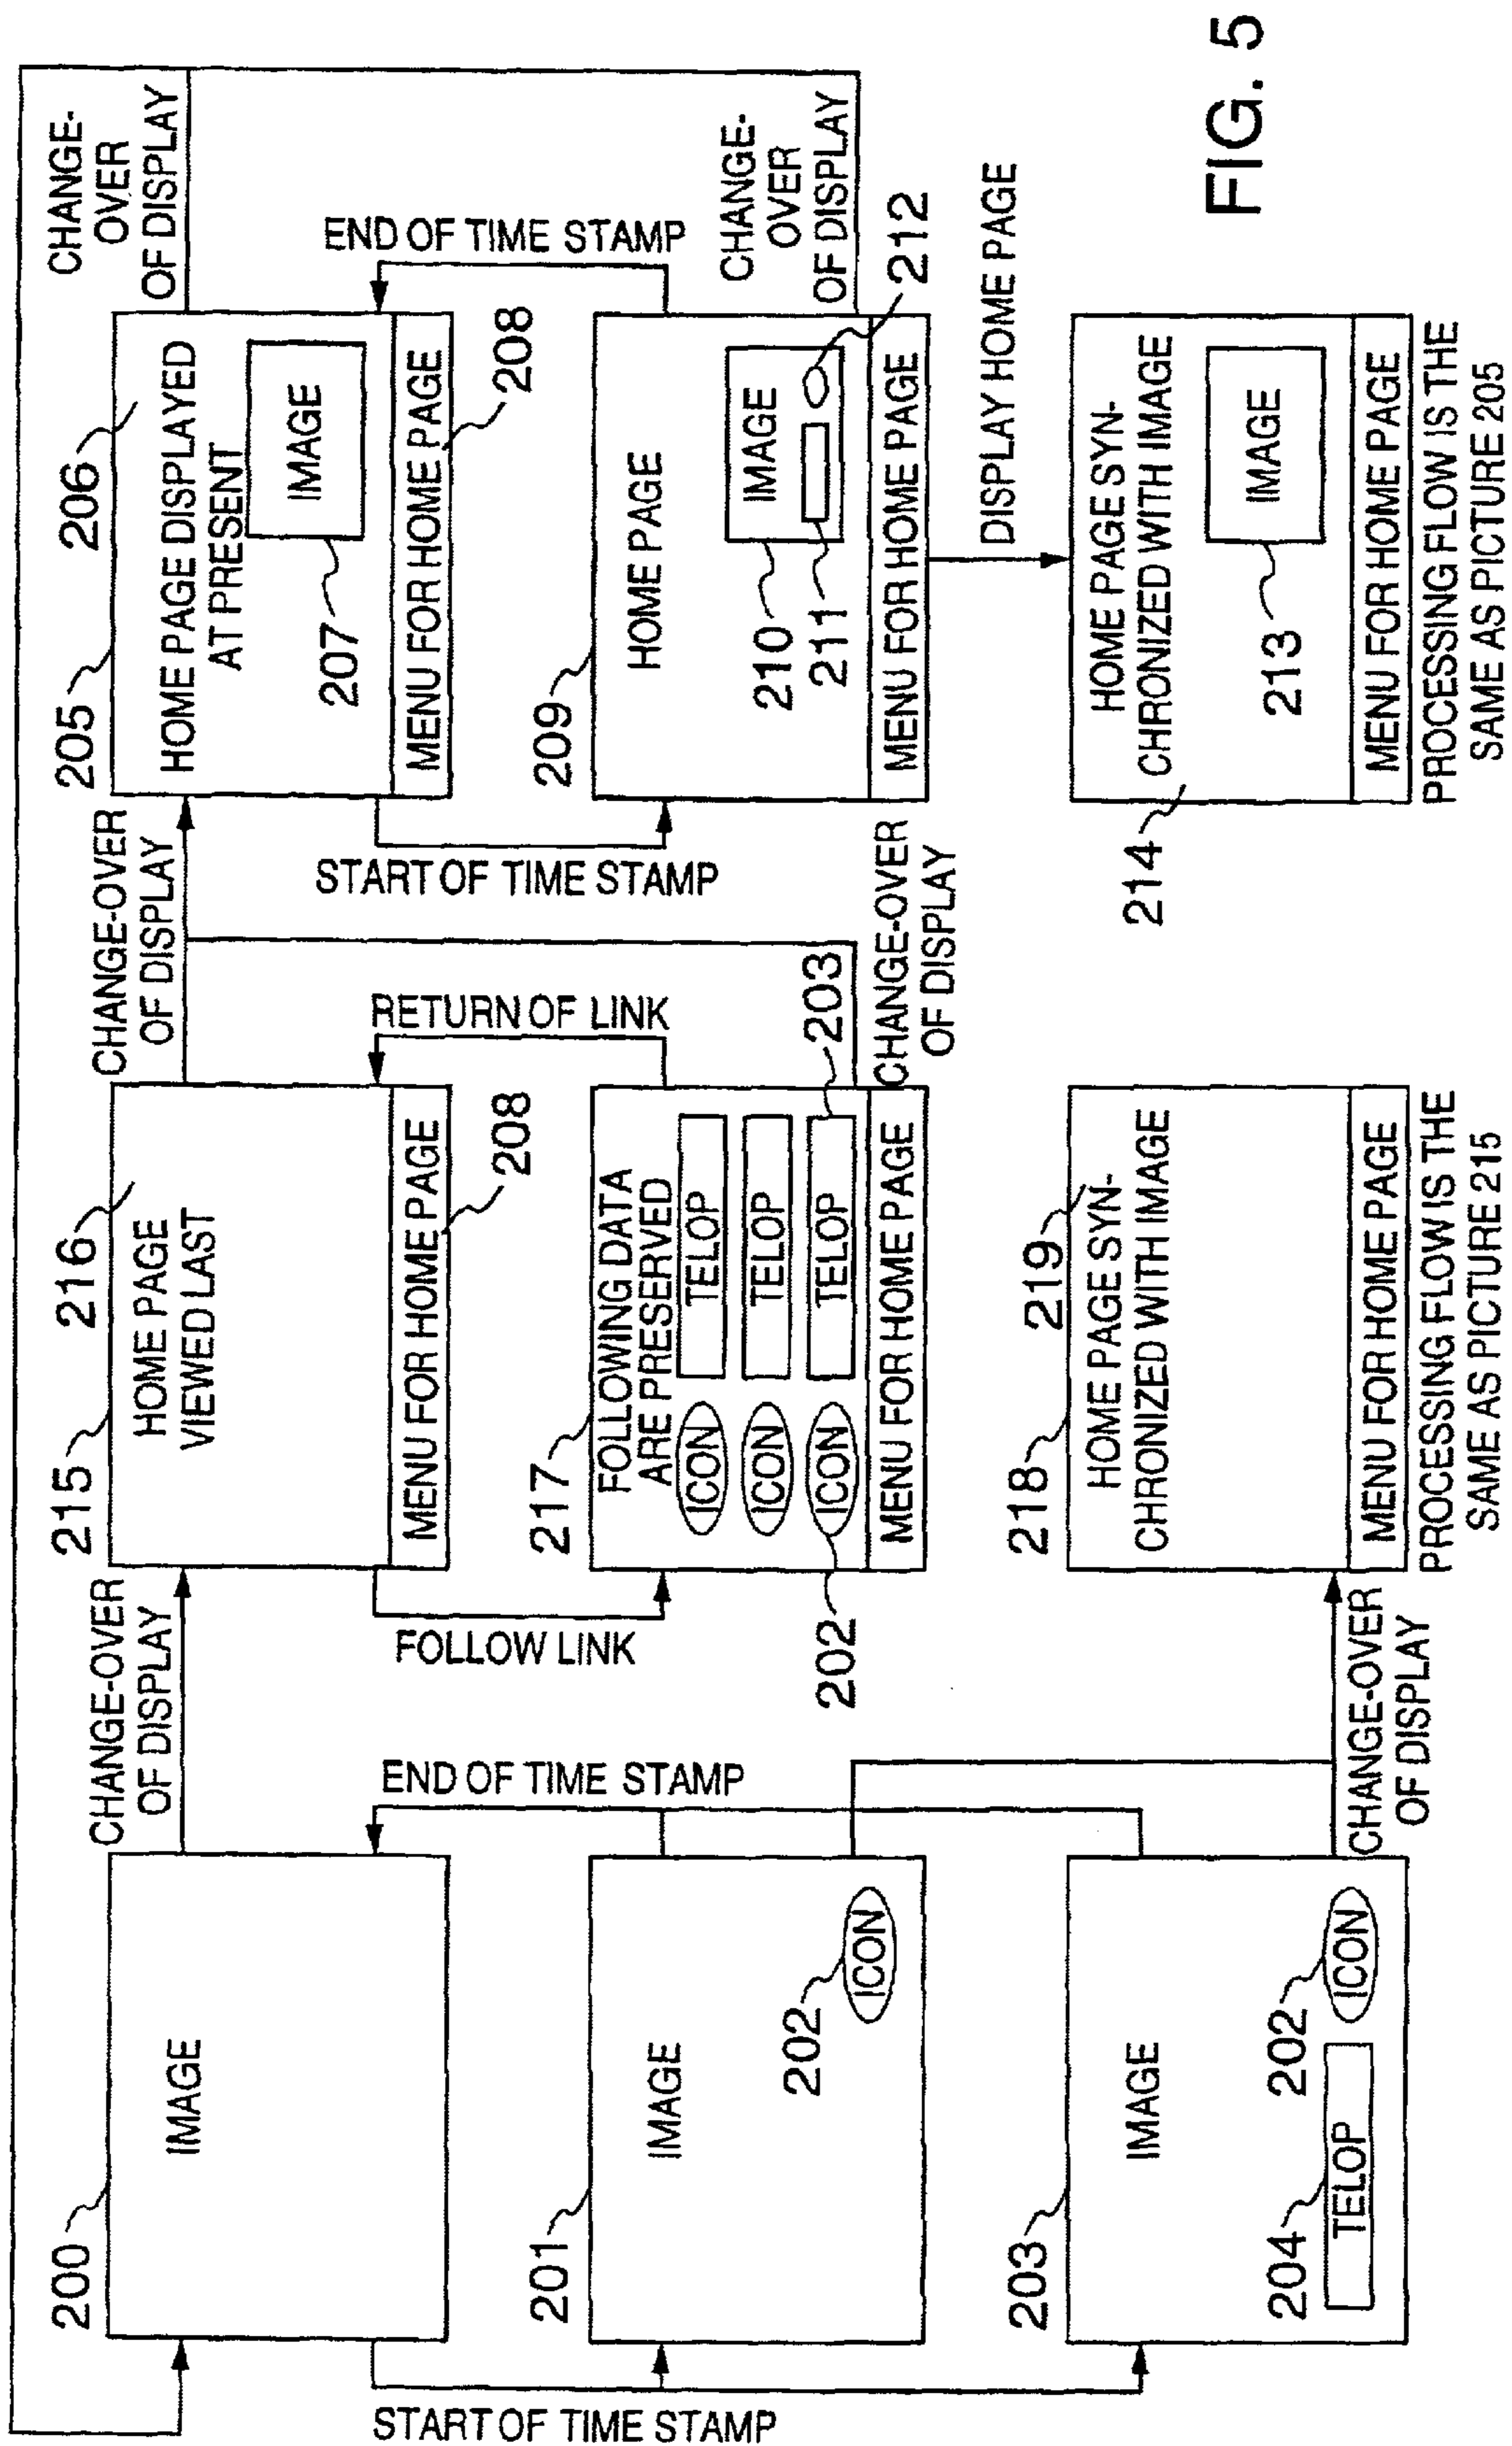 CHANGE-OVER
OF DISPLAY
CHANGE-OVER
OF DISPLAY
CHANGE-
OVER
OF DISPLAY
200
IMAGE
215
216
HOME PAGE
VIEWED LAST
MENU FOR HOME PAGE
208
205
206
HOME PAGE DISPLAYED
AT PRESENT
IMAGE
207
MENU FOR HOME PAGE
208
START OF TIME STAMP
END OF TIME STAMP
FOLLOW LINK
RETURN OF LINK
START OF TIME STAMP
END OF TIME STAMP
201
IMAGE
202
ICON
217
FOLLOWING DATA
ARE PRESERVED
ICON
TELOP
ICON
TELOP
ICON
TELOP
202
203
MENU FOR HOME PAGE
CHANGE-OVER
OF DISPLAY
209
HOME PAGE
IMAGE
210
211
212
MENU FOR HOME PAGE
CHANGE-
OVER
OF DISPLAY
DISPLAY HOME PAGE
203
IMAGE
204
TELOP
202
ICON
CHANGE-OVER
OF DISPLAY
218
219
HOME PAGE SYN-
CHRONIZED WITH IMAGE
MENU FOR HOME PAGE
PROCESSING FLOW IS THE
SAME AS PICTURE 215
214
HOME PAGE SYN-
CHRONIZED WITH IMAGE
213
IMAGE
MENU FOR HOME PAGE
PROCESSING FLOW IS THE
SAME AS PICTURE 205
FIG. 5